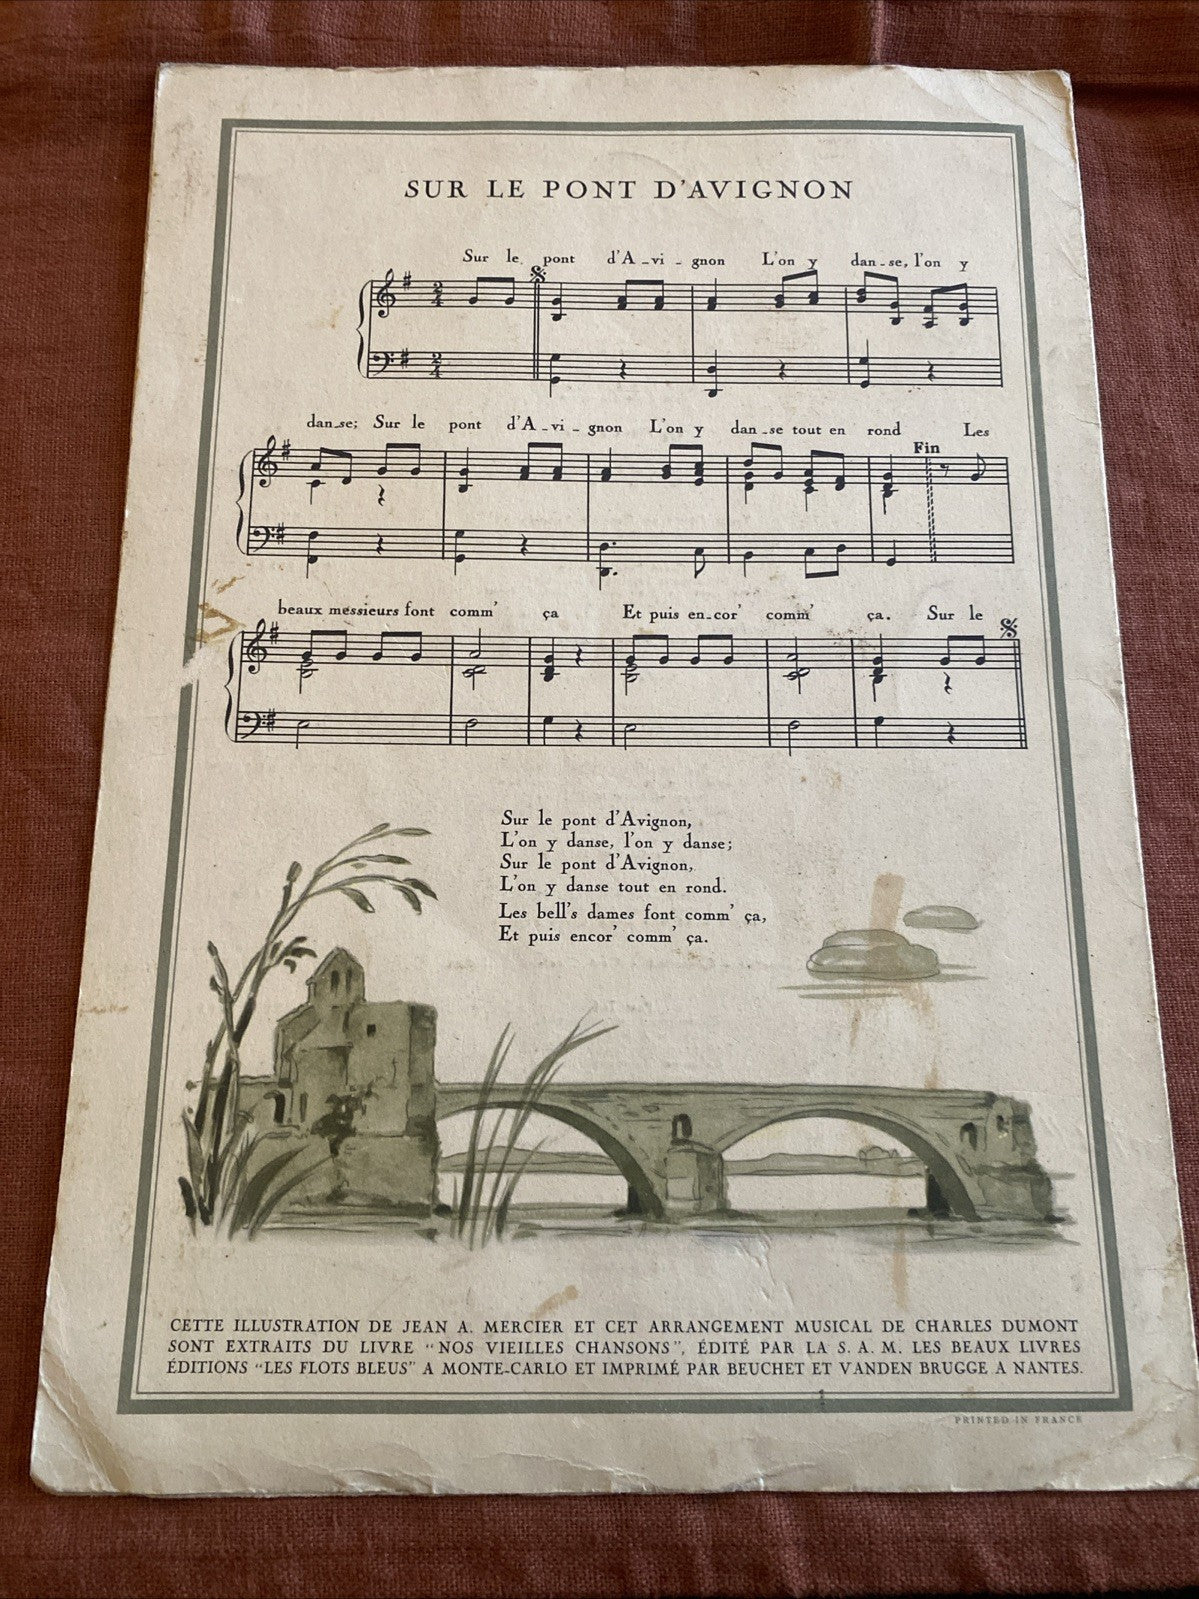 SUR LE PONT D'AVIGNON
Sur le pont d'A-vi-gnon L'on y dan-se, l'on y
2
4
2
4
dan-se; Sur le pont d'A-vi-gnon L'on y dan-se tout en rond Les
Fin
beaux messieurs font comm' ça Et puis en-cor' comm' ça. Sur le
Sur le pont d'Avignon,
L'on y danse, l'on y danse;
Sur le pont d'Avignon,
L'on y danse tout en rond.
Les bell's dames font comm' ça,
Et puis encor' comm' ça.
CETTE ILLUSTRATION DE JEAN A. MERCIER ET CET ARRANGEMENT MUSICAL DE CHARLES DUMONT
SONT EXTRAITS DU LIVRE "NOS VIEILLES CHANSONS", ÉDITÉ PAR LA S. A. M. LES BEAUX LIVRES
ÉDITIONS "LES FLOTS BLEUS" A MONTE-CARLO ET IMPRIMÉ PAR BEUCHET ET VANDEN BRUGGE A NANTES.
PRINTED IN FRANCE